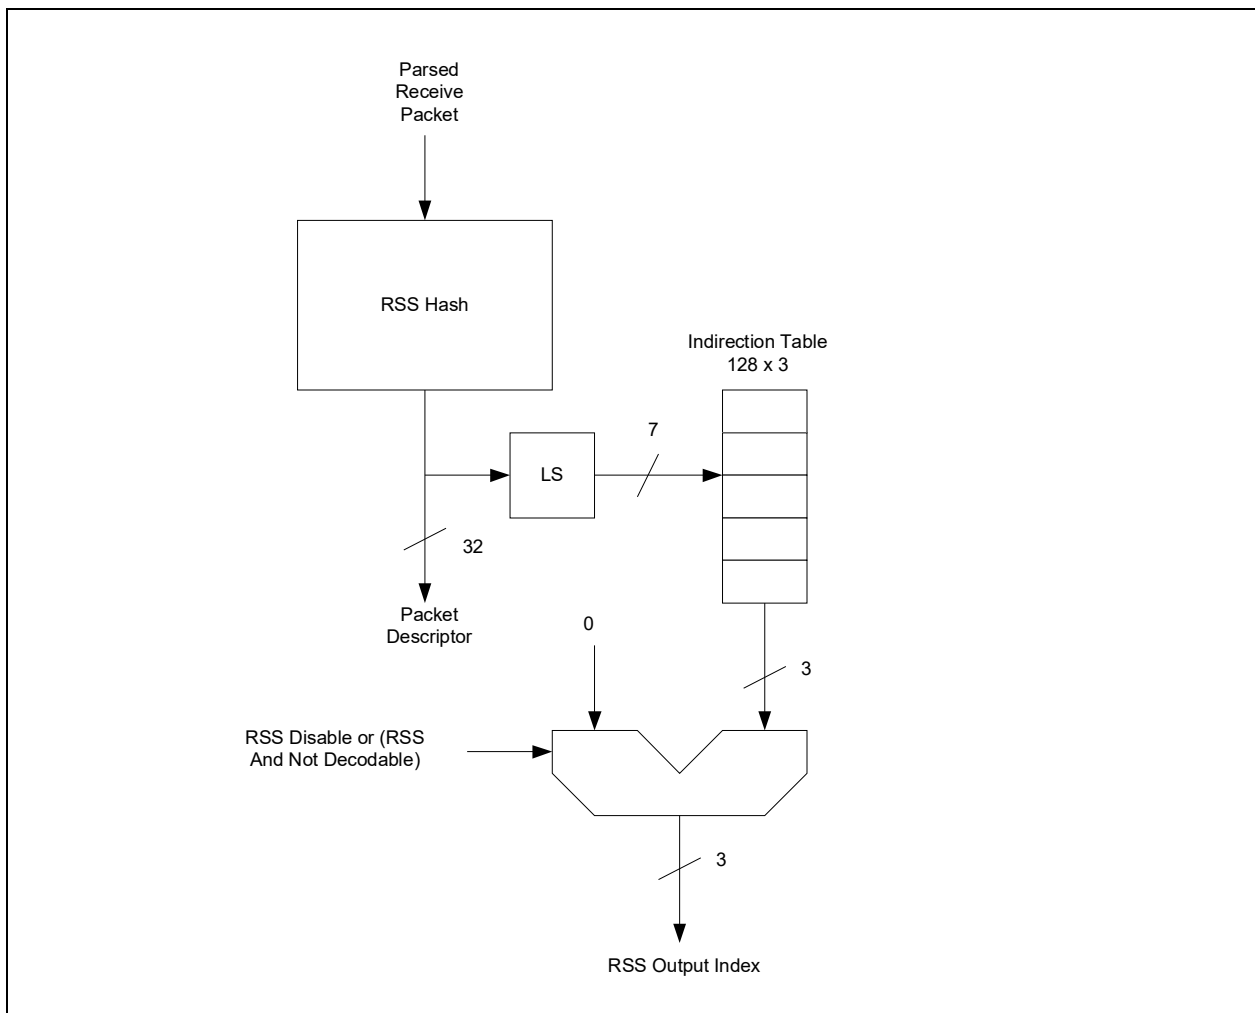 Parsed
Receive
Packet
RSS Hash
Indirection Table
128 x 3
7
LS
32
Packet
Descriptor
0
3
RSS Disable or (RSS
And Not Decodable)
3
RSS Output Index